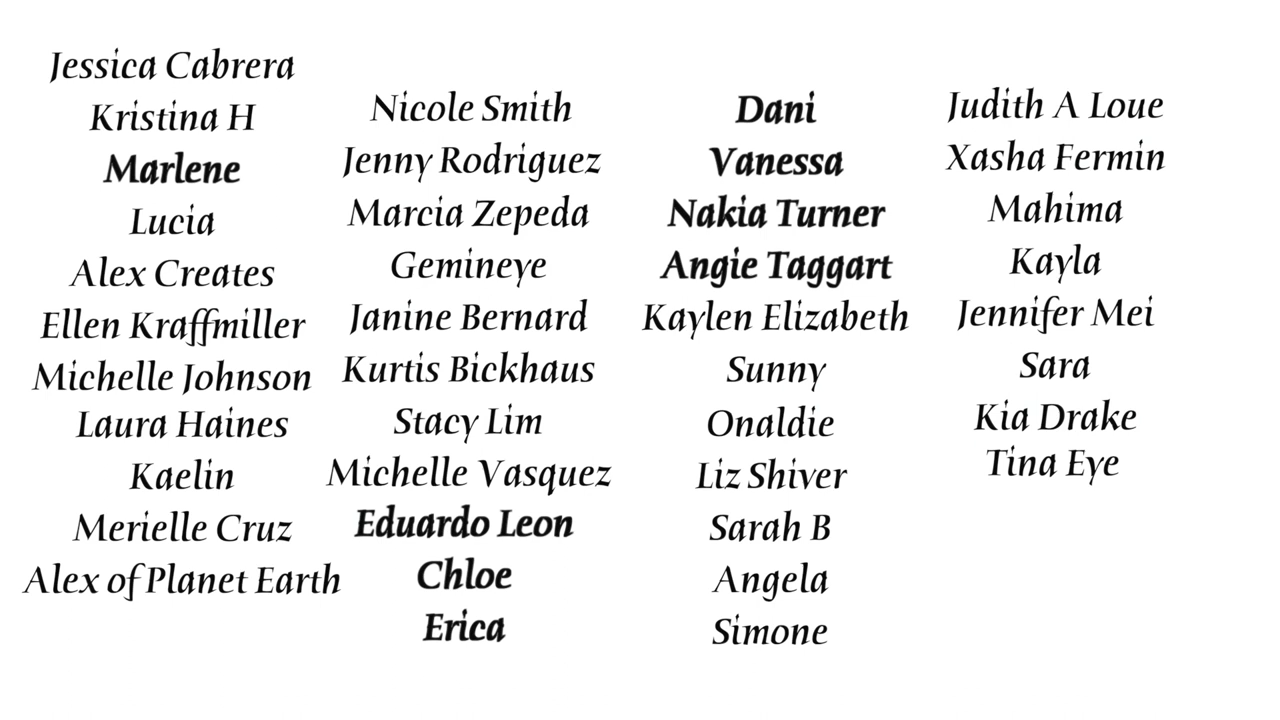 Jessica Cabrera
Kristina H
Marlene
Lucia
Alex Creates
Ellen Kraffmiller
Michelle Johnson
Laura Haines
Kaelin
Merielle Cruz
Alex of Planet Earth
Nicole Smith
Jenny Rodriguez
Marcia Zepeda
Gemineye
Janine Bernard
Kurtis Bickhaus
Stacy Lim
Michelle Vasquez
Eduardo Leon
Chloe
Erica
Dani
Vanessa
Nakia Turner
Angie Taggart
Kaylen Elizabeth
Sunny
Onaldie
Liz Shiver
Sarah B
Angela
Simone
Judith A Loue
Xasha Fermin
Mahima
Kayla
Jennifer Mei
Sara
Kia Drake
Tina Eye